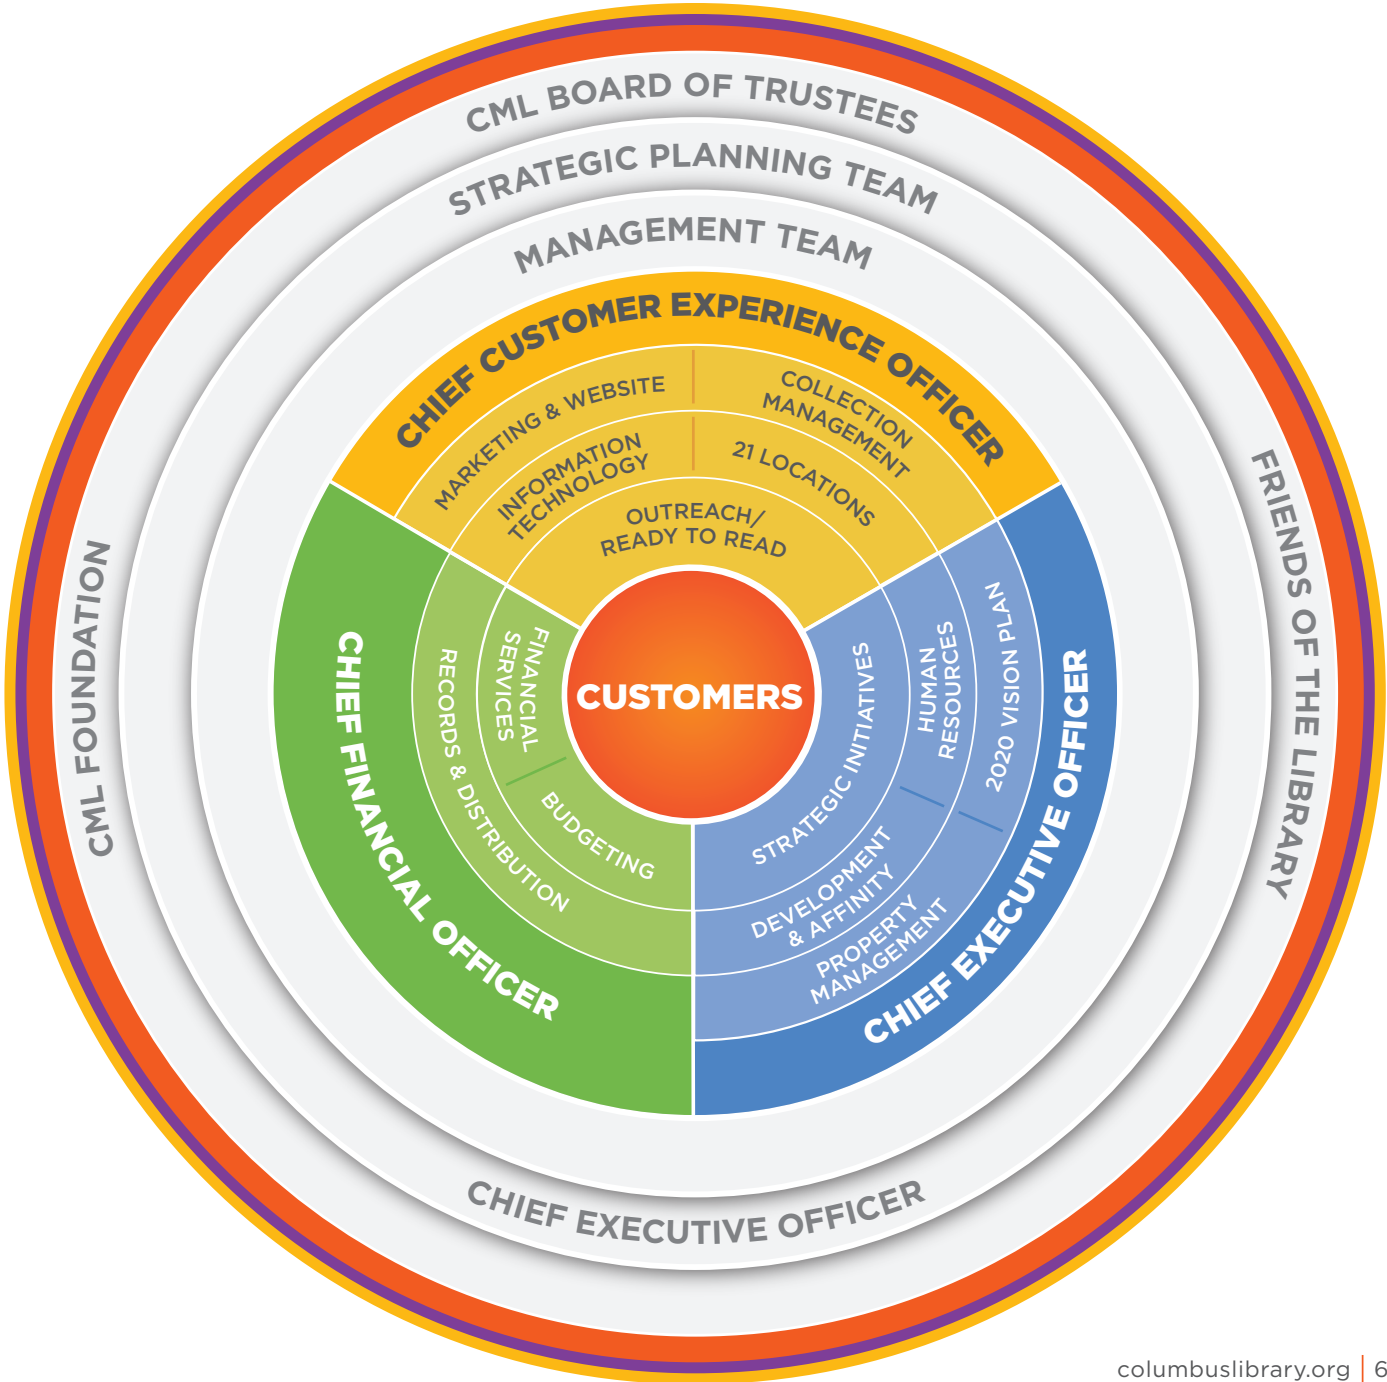 CML BOARD OF TRUSTEES
STRATEGIC PLANNING TEAM
MANAGEMENT TEAM
CHIEF CUSTOMER EXPERIENCE OFFICER
MARKETING & WEBSITE
COLLECTION
MANAGEMENT
INFORMATION
TECHNOLOGY
21 LOCATIONS
OUTREACH/
READY TO READ
CML FOUNDATION
FRIENDS OF THE LIBRARY
CHIEF FINANCIAL OFFICER
RECORDS & DISTRIBUTION
FINANCIAL
SERVICES
BUDGETING
CUSTOMERS
STRATEGIC INITIATIVES
HUMAN
RESOURCES
2020 VISION PLAN
DEVELOPMENT
& AFFINITY
PROPERTY
MANAGEMENT
CHIEF EXECUTIVE OFFICER
CHIEF EXECUTIVE OFFICER
columbuslibrary.org | 6